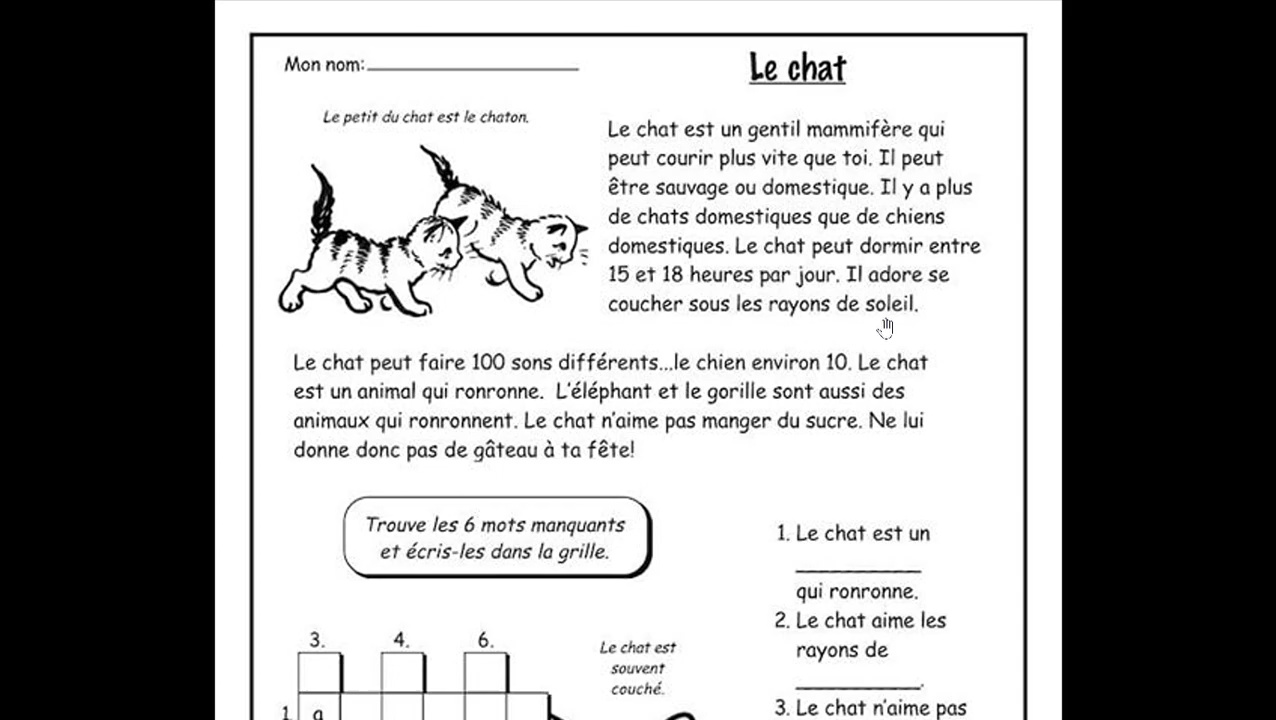 Mon nom:
Le chat
Le petit du chat est le chaton.
Le chat est un gentil mammifère qui
peut courir plus vite que toi. Il peut
être sauvage ou domestique. Il y a plus
de chats domestiques que de chiens
domestiques. Le chat peut dormir entre
15 et 18 heures par jour. Il adore se
coucher sous les rayons de soleil.
Le chat peut faire 100 sons différents...le chien environ 10. Le chat
est un animal qui ronronne. L'éléphant et le gorille sont aussi des
animaux qui ronronnent. Le chat n'aime pas manger du sucre. Ne lui
donne donc pas de gâteau à ta fête!
Trouve les 6 mots manquants
et écris-les dans la grille.
1. Le chat est un
qui ronronne.
2. Le chat aime les
rayons de
3. Le chat n'aime pas
3. 4. 6.
Le chat est
souvent
couché.
1. a